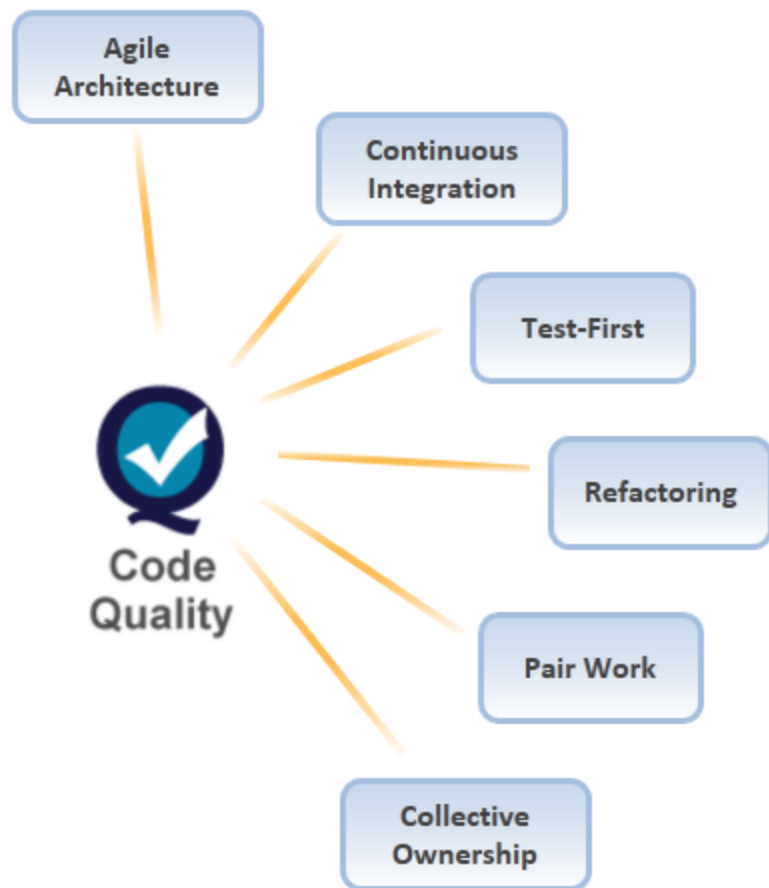 Agile
Architecture
Continuous
Integration
Test-First
Refactoring
Code
Quality
Pair Work
Collective
Ownership